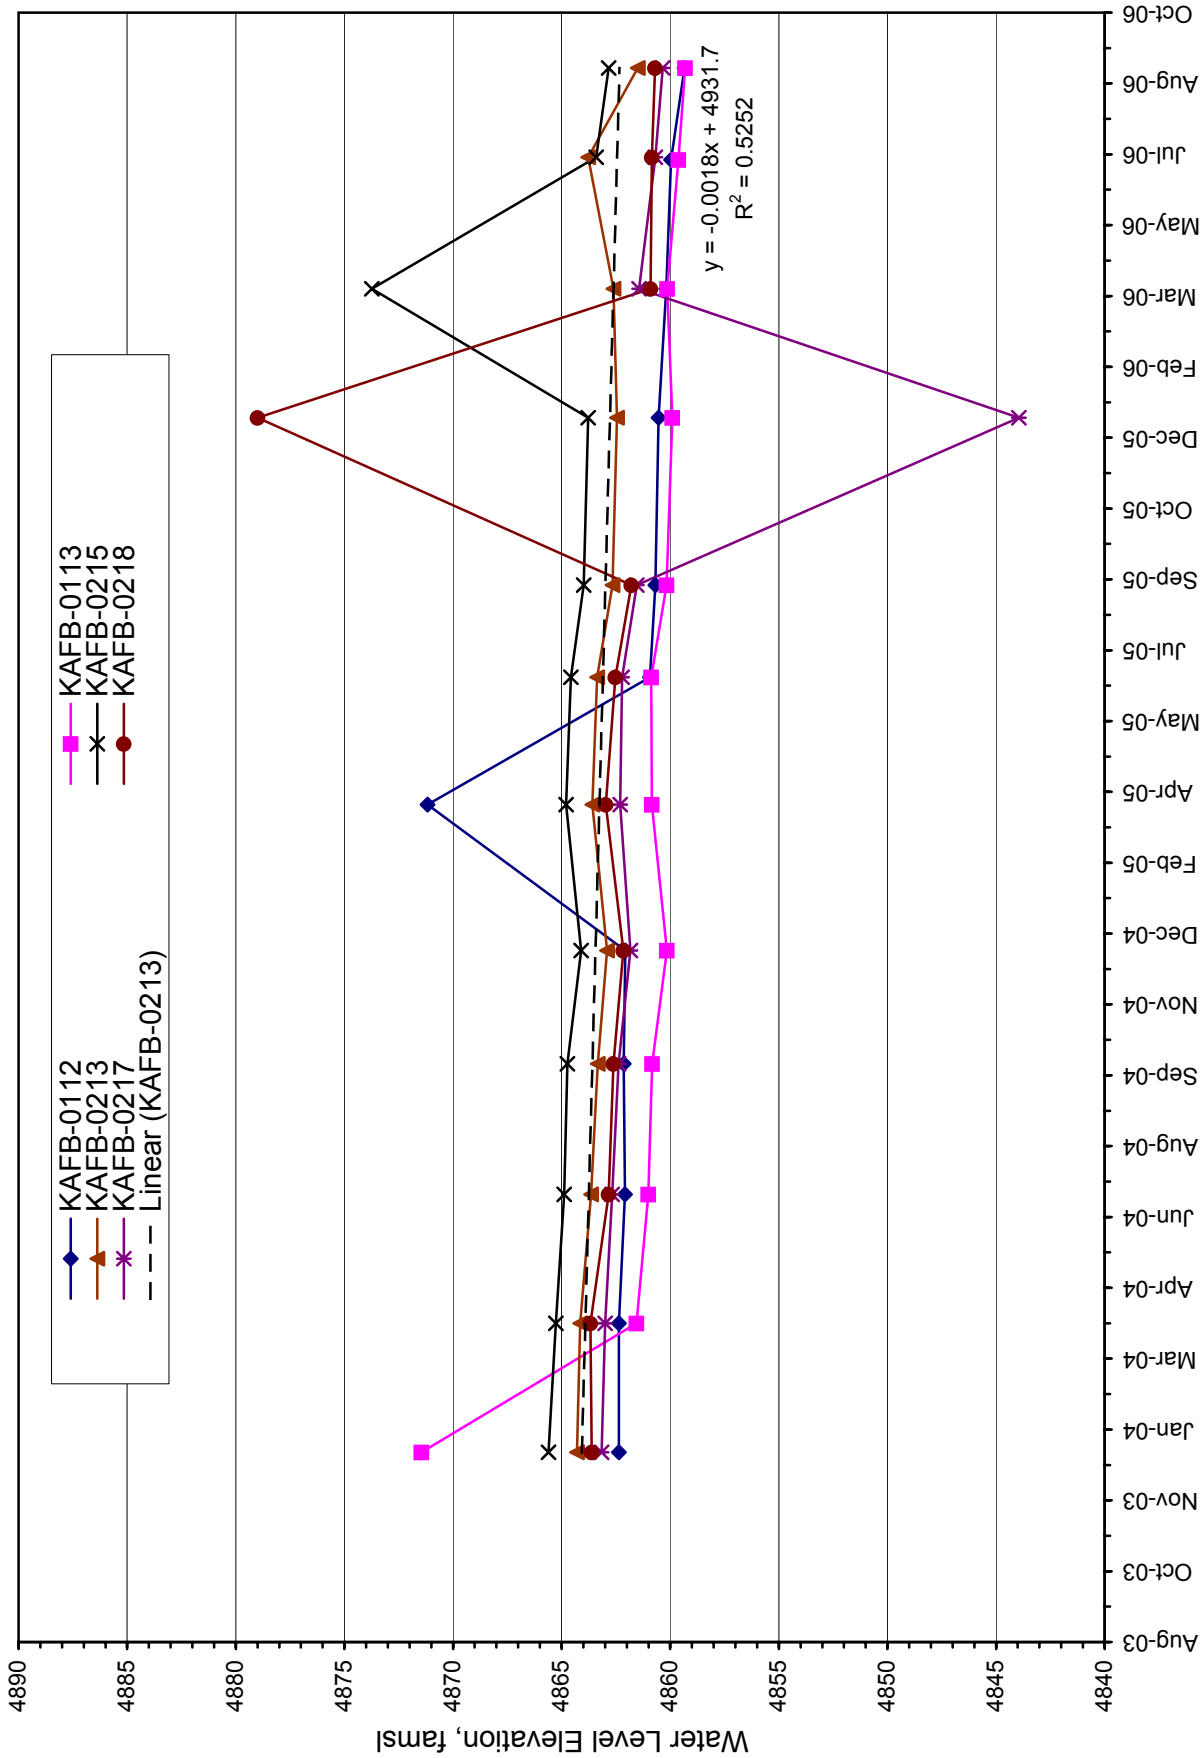 KAFB-0112
KAFB-0113
KAFB-0213
KAFB-0215
KAFB-0217
KAFB-0218
Linear (KAFB-0213)
y = -0.0018x + 4931.7
R² = 0.5252
Water Level Elevation, famsl
4890
4885
4880
4875
4870
4865
4860
4855
4850
4845
4840
Aug-03
Oct-03
Nov-03
Jan-04
Mar-04
Apr-04
Jun-04
Aug-04
Sep-04
Nov-04
Dec-04
Feb-05
Apr-05
May-05
Jul-05
Sep-05
Oct-05
Dec-05
Feb-06
Mar-06
May-06
Jul-06
Aug-06
Oct-06